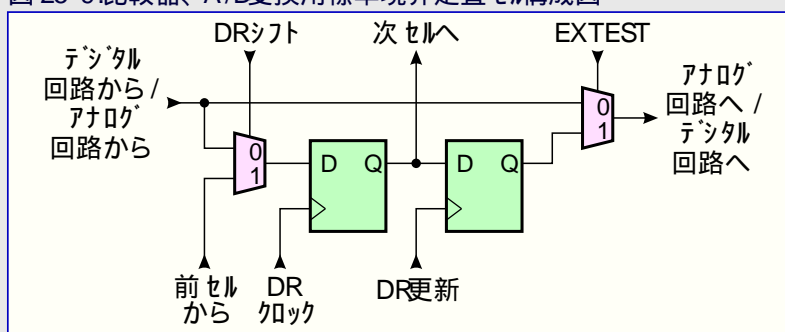 DRシフト
次セルへ
EXTEST
デジタル
回路から/
アナログ
回路から
アナログ
回路へ/
デジタル
回路へ
0
1
0
1
D Q
D Q
前セル
から
DR
クロック
DR更新